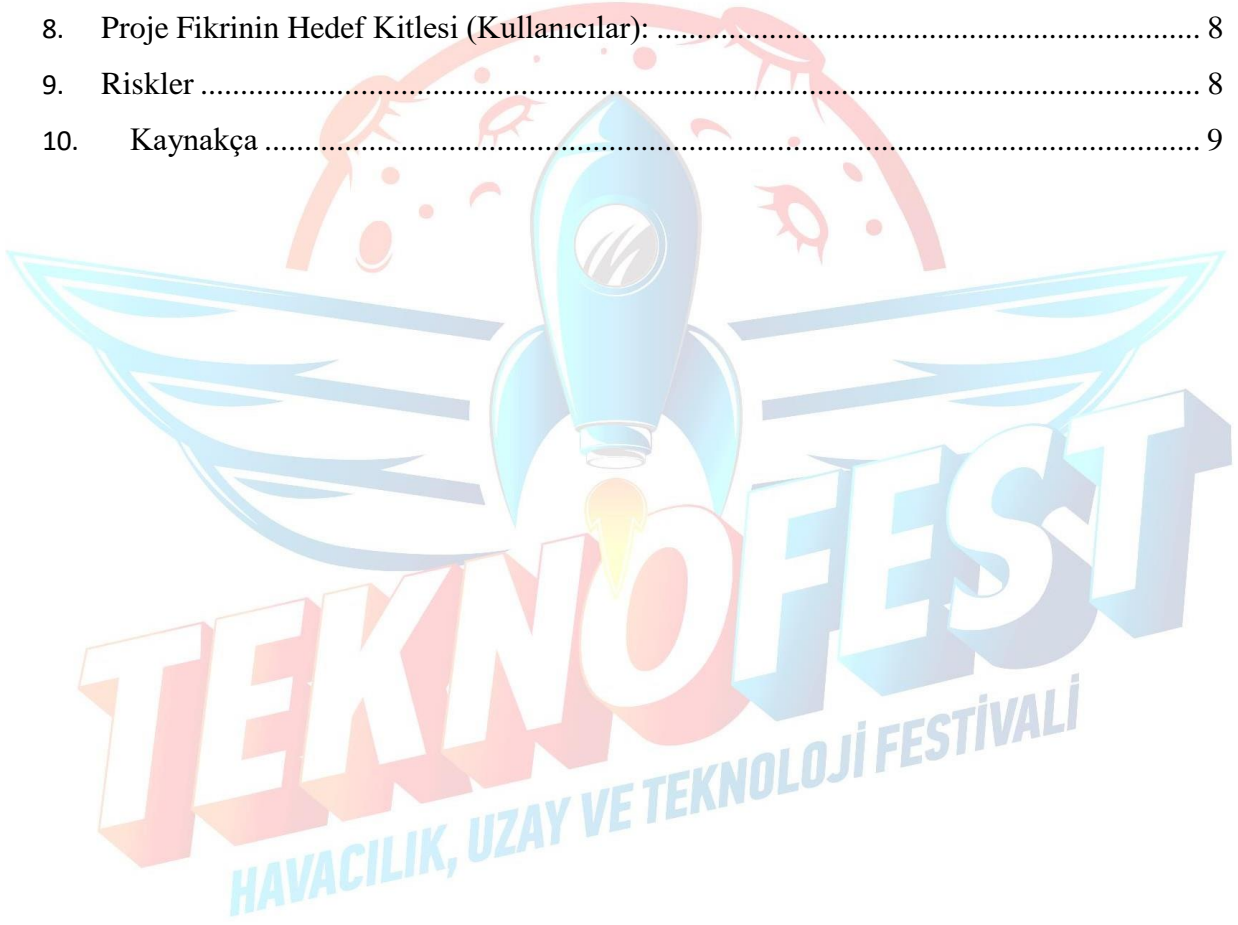 8. Proje Fikrinin Hedef Kitlesi (Kullanıcılar): ........................................................................ 8
9. Riskler ................................................................................................................................ 8
10. Kaynakça ........................................................................................................................ 9
TEKNOFEST
HAVACILIK, UZAY VE TEKNOLOJİ FESTİVALİ